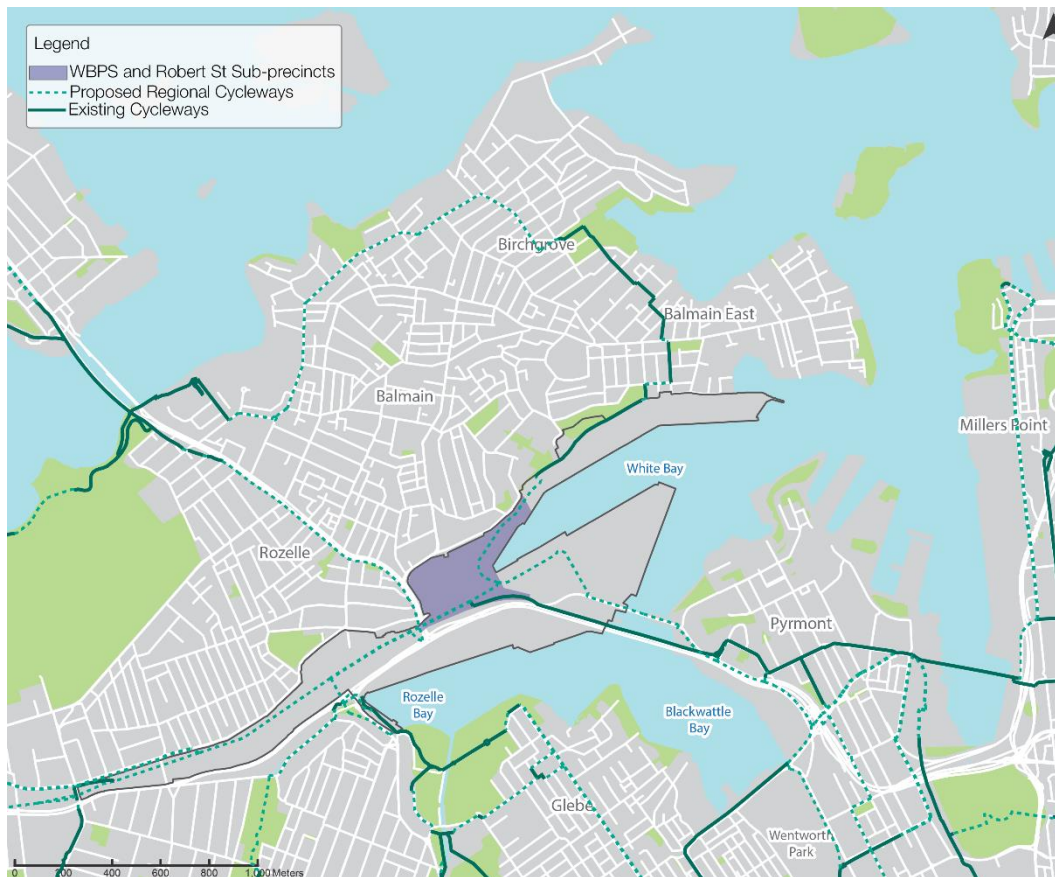 Legend
WBPS and Robert St Sub-precincts
Proposed Regional Cycleways
Existing Cycleways
Birchgrove
Balmain East
Balmain
Millers Point
White Bay
Rozelle
Pyrmont
Rozelle
Bay
Blackwattle
Bay
Glebe
Wentworth
Park
0 200 400 600 800 1,000 Meters